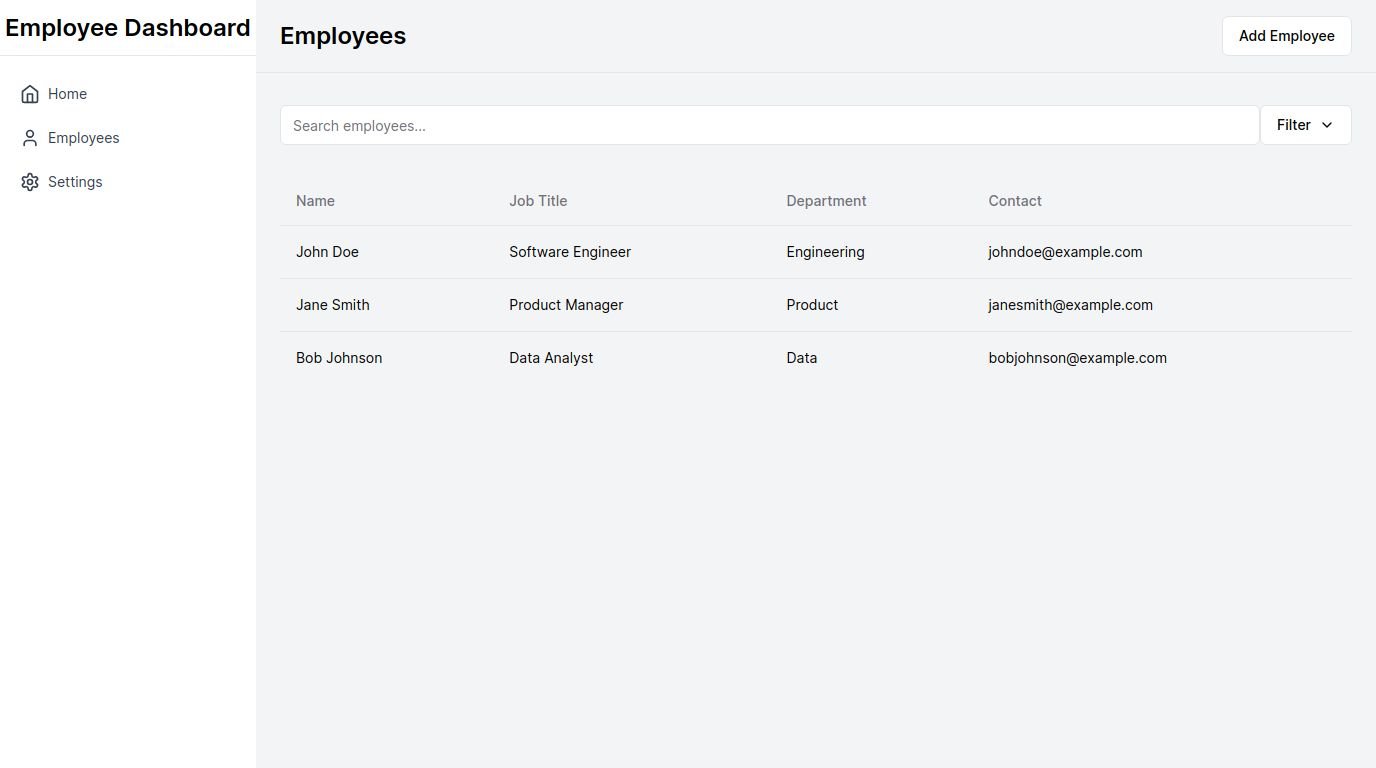 Employee Dashboard
Home
Employees
Settings
Employees
Add Employee
Search employees...
Filter
Name Job Title Department Contact
John Doe Software Engineer Engineering johndoe@example.com
Jane Smith Product Manager Product janesmith@example.com
Bob Johnson Data Analyst Data bobjohnson@example.com